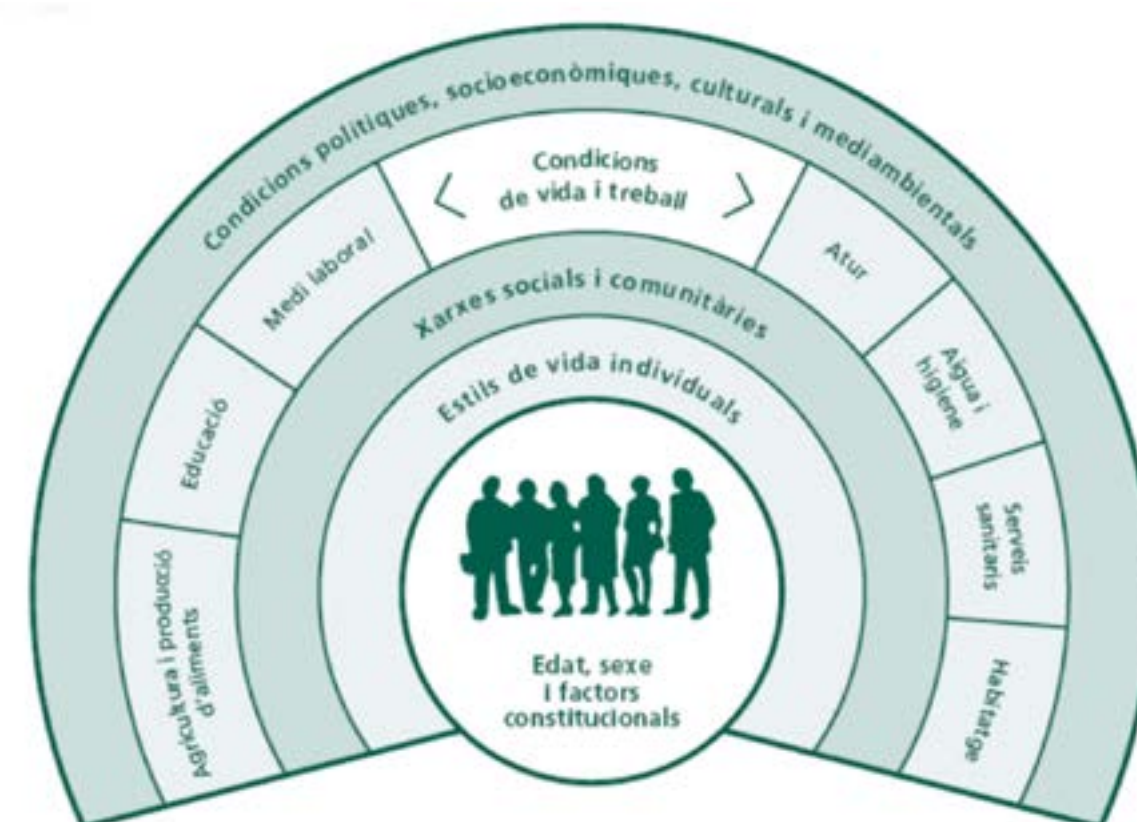 Condicions polítiques, socioeconòmiques, culturals i mediambientals
Condicions
de vida i treball
Agricultura i producció
d'aliments
Educació
Medi laboral
Atur
Aigua i
higiene
Serveis
sanitaris
Habitatge
Xarxes socials i comunitàries
Estils de vida individuals
Edat, sexe
i factors
constitucionals